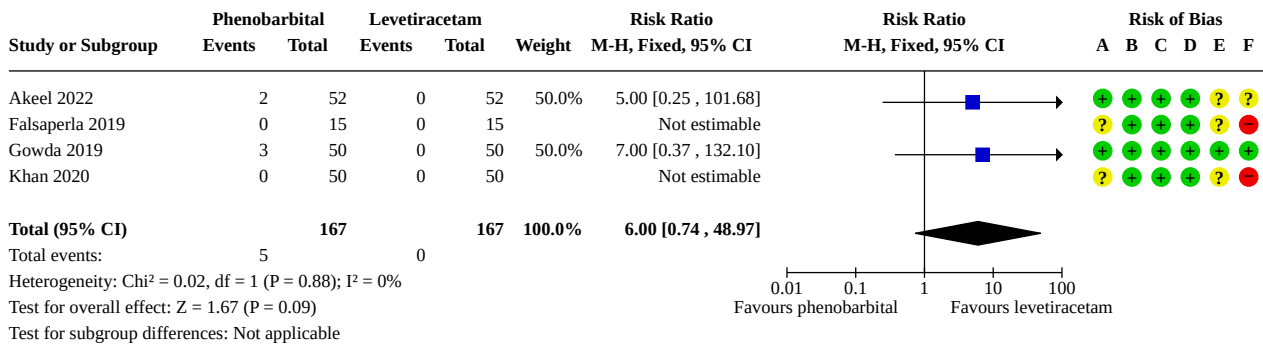 Phenobarbital Levetiracetam Risk Ratio Risk Ratio Risk of Bias
Study or Subgroup Events Total Events Total Weight M-H, Fixed, 95% CI M-H, Fixed, 95% CI A B C D E F
Akeel 2022 2 52 0 52 50.0% 5.00 [0.25 , 101.68] + + + + ? ?
Falsaperla 2019 0 15 0 15 Not estimable ? + + + ? −
Gowda 2019 3 50 0 50 50.0% 7.00 [0.37 , 132.10] + + + + + +
Khan 2020 0 50 0 50 Not estimable ? + + + ? −
Total (95% CI) 167 167 100.0% 6.00 [0.74 , 48.97]
Total events: 5 0
Heterogeneity: Chi² = 0.02, df = 1 (P = 0.88); I² = 0%
0.01 0.1 1 10 100
Test for overall effect: Z = 1.67 (P = 0.09) Favours phenobarbital Favours levetiracetam
Test for subgroup differences: Not applicable